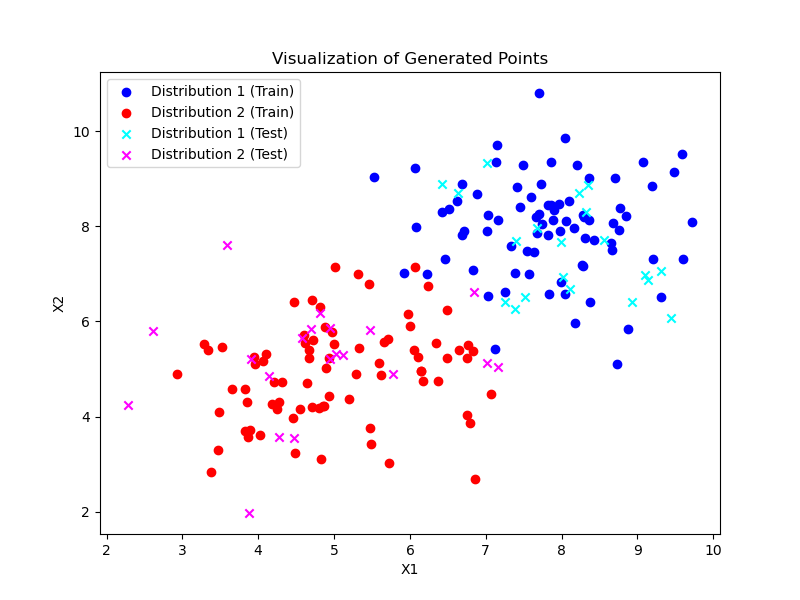 Visualization of Generated Points
Distribution 1 (Train)
Distribution 2 (Train)
Distribution 1 (Test)
Distribution 2 (Test)
10
8
6
4
2
X2
2 3 4 5 6 7 8 9 10
X1